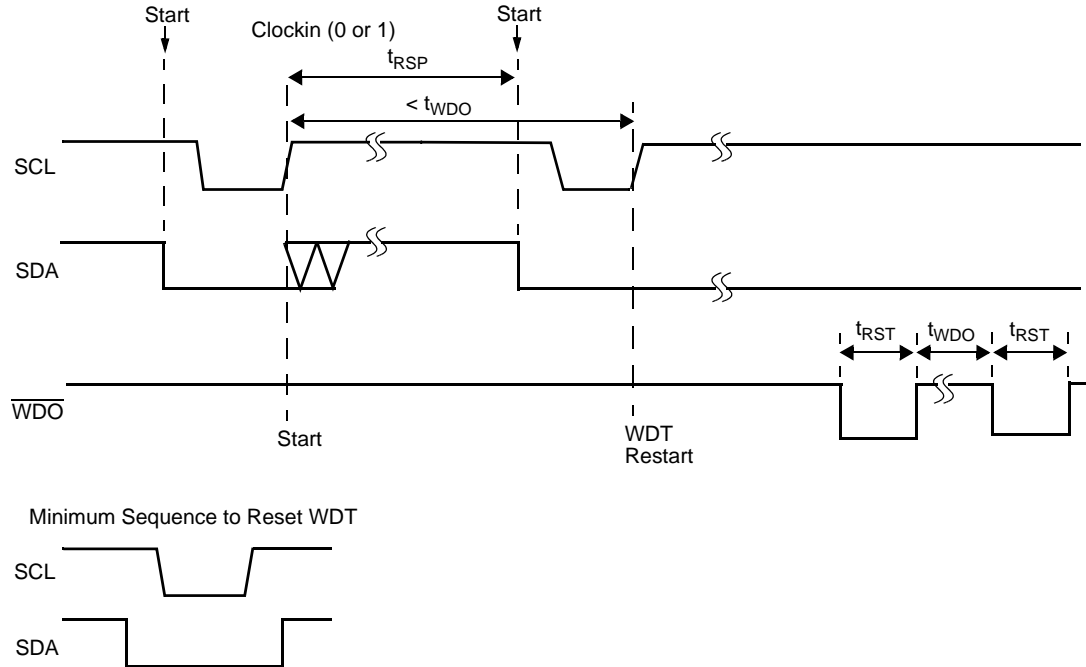 Start
Start
Clockin (0 or 1)
tRSP
< tWDO
SCL
SDA
tRST
tWDO
tRST
WDO
Start
WDT
Restart
Minimum Sequence to Reset WDT
SCL
SDA